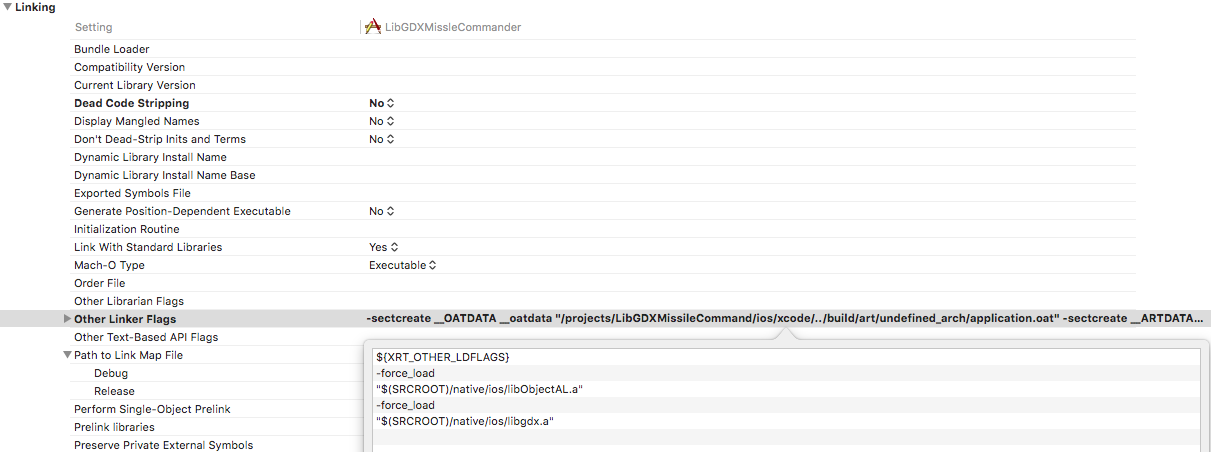 Linking
Setting LibGDXMissleCommander
Bundle Loader
Compatibility Version
Current Library Version
Dead Code Stripping No
Display Mangled Names No
Don't Dead-Strip Inits and Terms No
Dynamic Library Install Name
Dynamic Library Install Name Base
Exported Symbols File
Generate Position-Dependent Executable No
Initialization Routine
Link With Standard Libraries Yes
Mach-O Type Executable
Order File
Other Librarian Flags
Other Linker Flags -sectcreate __OATDATA __oatdata "/projects/LibGDXMissileCommand/ios/xcode/../build/art/undefined_arch/application.oat" -sectcreate __ARTDATA...
Other Text-Based API Flags
Path to Link Map File
Debug
Release
Perform Single-Object Prelink
Prelink libraries
Preserve Private External Symbols
${XRT_OTHER_LDFLAGS}
-force_load
"$(SRCROOT)/native/ios/libObjectAL.a"
-force_load
"$(SRCROOT)/native/ios/libgdx.a"